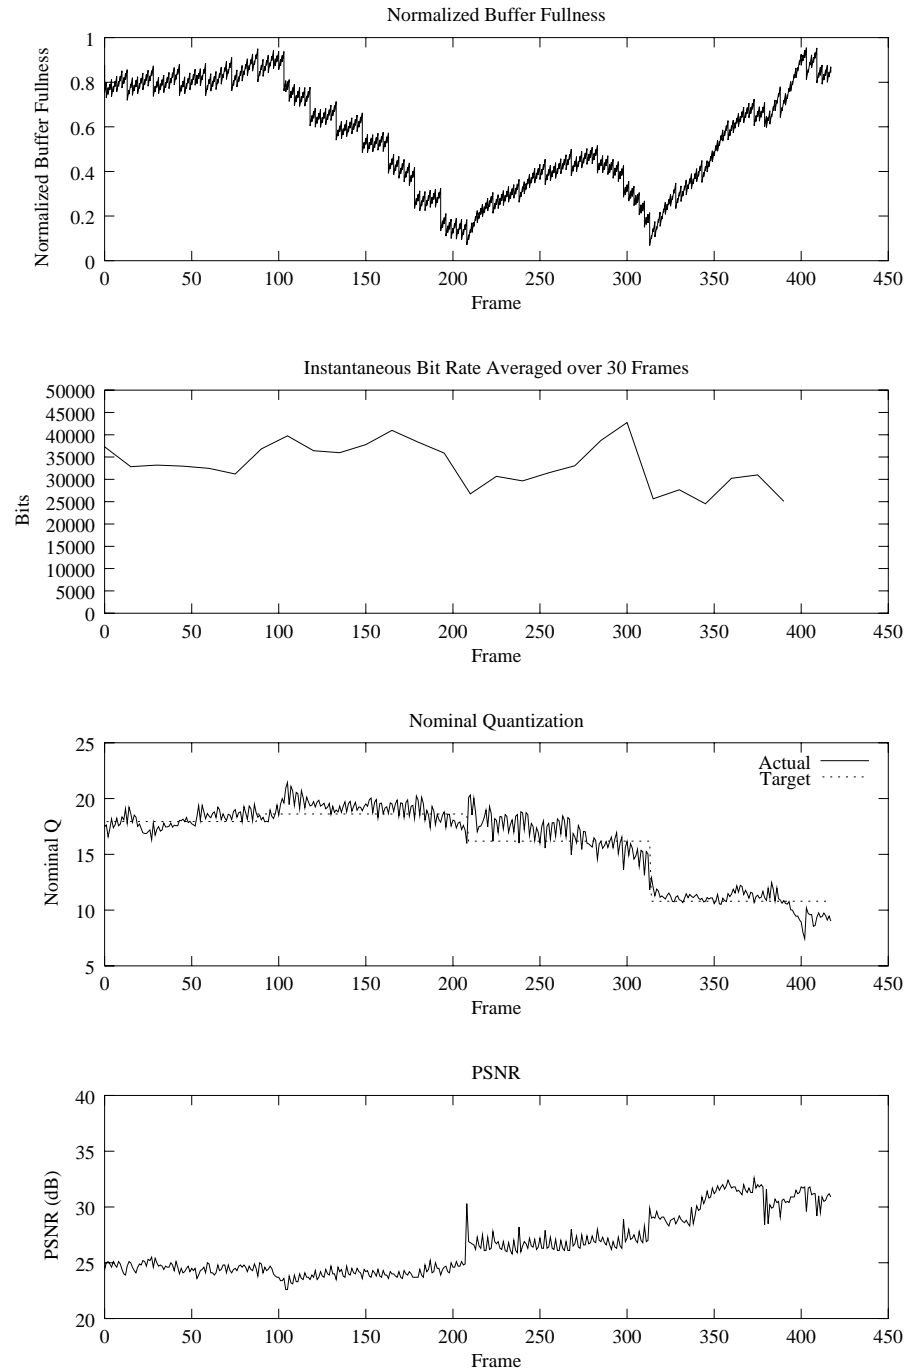 Normalized Buffer Fullness
Normalized Buffer Fullness
1
0.8
0.6
0.4
0.2
0
0 50 100 150 200 250 300 350 400 450
Frame
Instantaneous Bit Rate Averaged over 30 Frames
Bits
50000
45000
40000
35000
30000
25000
20000
15000
10000
5000
0
0 50 100 150 200 250 300 350 400 450
Frame
Nominal Quantization
Nominal Q
25
20
15
10
5
Actual
Target
0 50 100 150 200 250 300 350 400 450
Frame
PSNR
PSNR (dB)
40
35
30
25
20
0 50 100 150 200 250 300 350 400 450
Frame